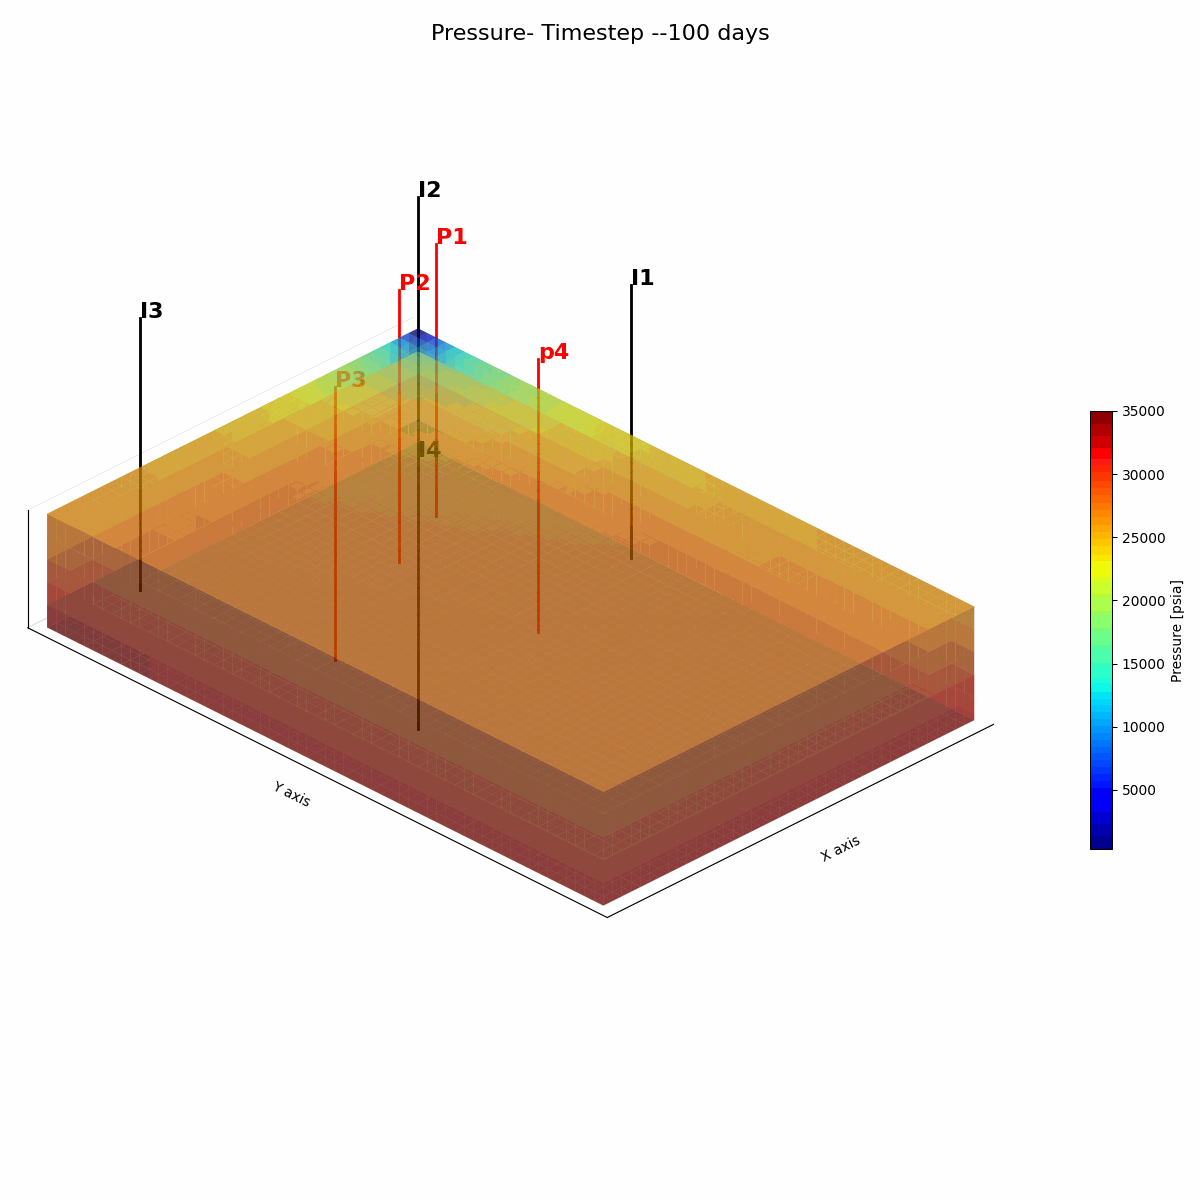 Pressure- Timestep --100 days
I2
P1
P2
I1
I3
p4
P3
I4
35000
30000
25000
20000
15000
10000
5000
Pressure [psia]
Y axis
X axis